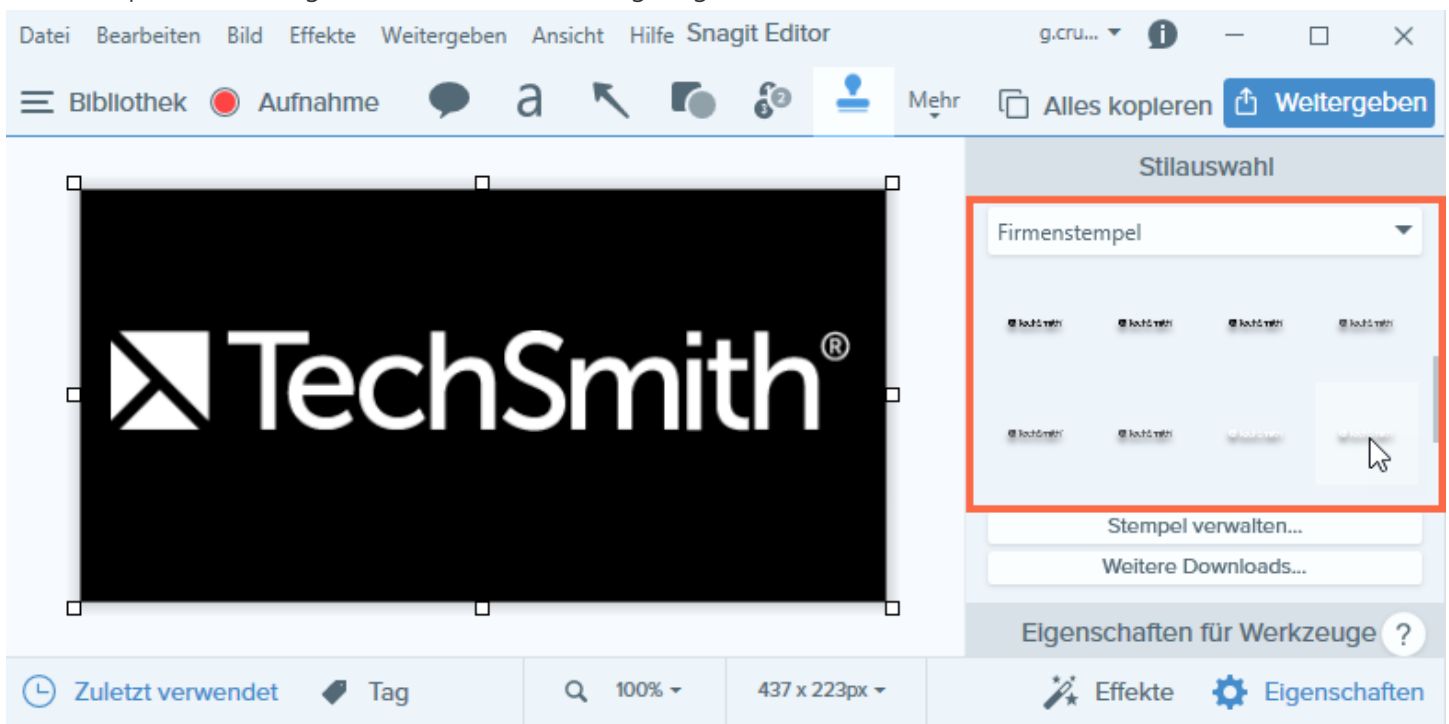 Datei Bearbeiten Bild Effekte Weitergeben Ansicht Hilfe Snagit Editor g.cru...
Bibliothek Aufnahme a Mehr Alles kopieren Weitergeben
Stilauswahl
Firmenstempel
TechSmith®
Stempel verwalten...
Weitere Downloads...
Eigenschaften für Werkzeuge ?
Zuletzt verwendet Tag 100% 437 x 223px Effekte Eigenschaften